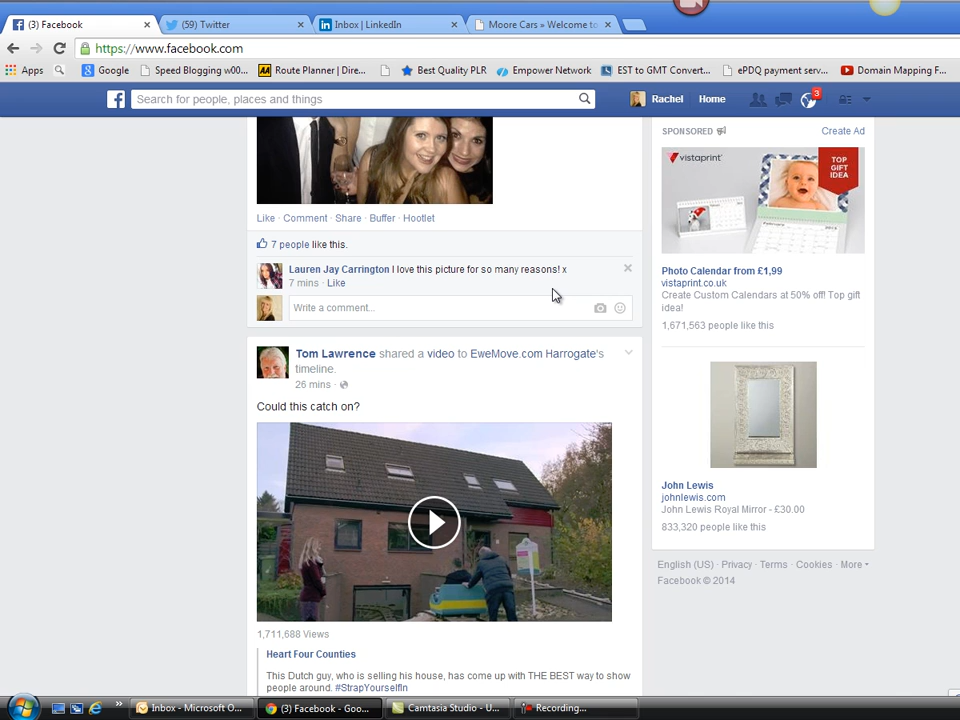 (3) Facebook
(59) Twitter
Inbox | LinkedIn
Moore Cars » Welcome to
https://www.facebook.com
Apps
Google
Speed Blogging w00...
Route Planner | Dire...
Best Quality PLR
Empower Network
EST to GMT Convert...
ePDQ payment serv...
Domain Mapping F...
Search for people, places and things
Rachel
Home
3
Like · Comment · Share · Buffer · Hootlet
7 people like this.
Lauren Jay Carrington I love this picture for so many reasons! x
7 mins · Like
Write a comment...
Tom Lawrence shared a video to EweMove.com Harrogate's
timeline.
26 mins ·
Could this catch on?
1,711,688 Views
Heart Four Counties
This Dutch guy, who is selling his house, has come up with THE BEST way to show
people around. #StrapYourselfIn
SPONSORED
Create Ad
vistaprint
TOP
GIFT
IDEA
Photo Calendar from £1,99
vistaprint.co.uk
Create Custom Calendars at 50% off! Top gift
idea!
1,671,563 people like this
John Lewis
johnlewis.com
John Lewis Royal Mirror - £30.00
833,320 people like this
English (US) · Privacy · Terms · Cookies · More
Facebook © 2014
Inbox - Microsoft O...
(3) Facebook - Goo...
Camtasia Studio - U...
Recording...